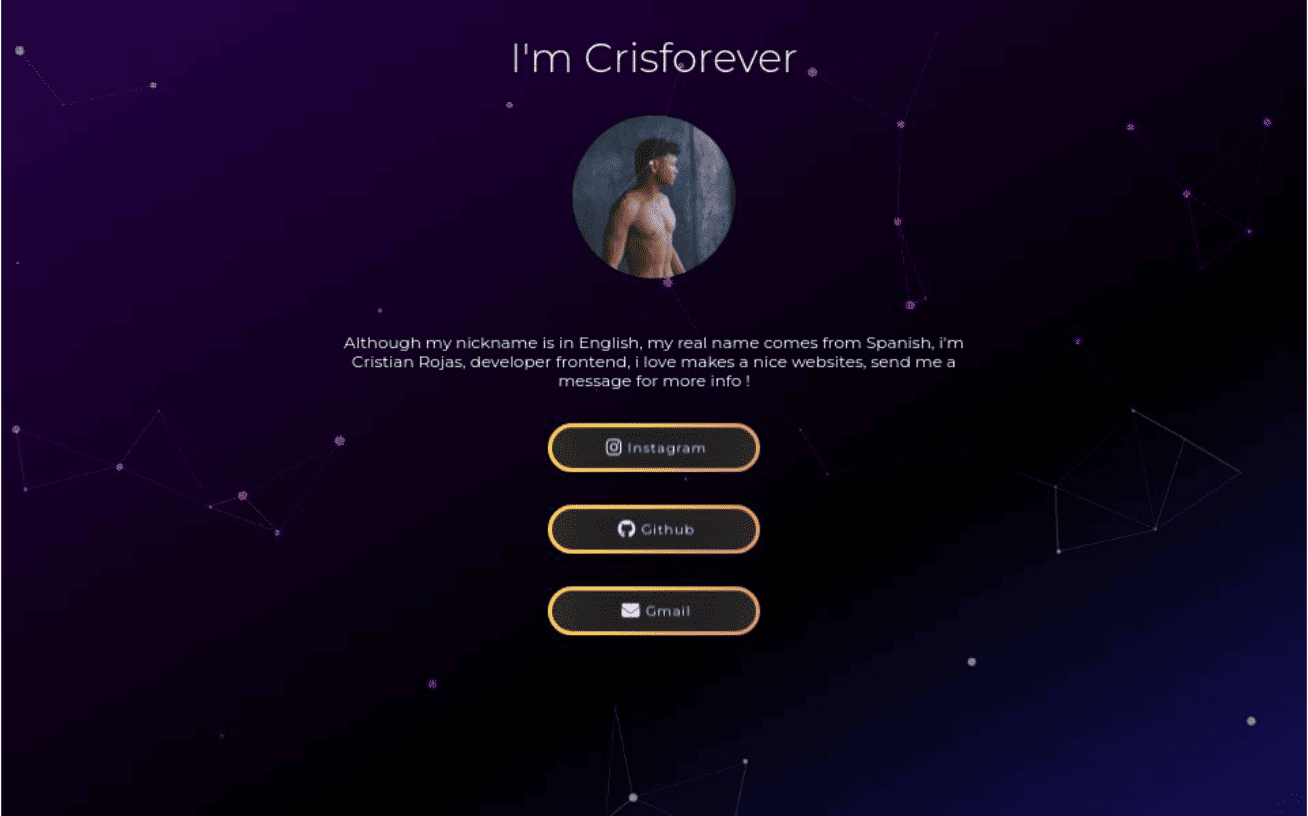 I'm Crisforever
Although my nickname is in English, my real name comes from Spanish, i'm
Cristian Rojas, developer frontend, i love makes a nice websites, send me a
message for more info !
Instagram
Github
Gmail